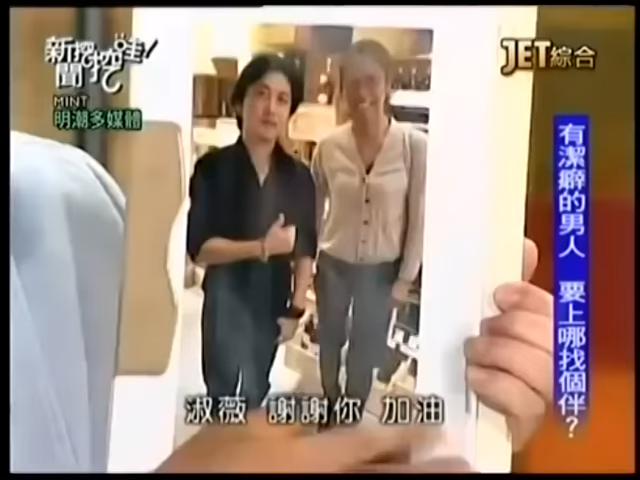 新聞挖挖哇!
MINT
明潮多媒體
JET綜合
有潔癖的男人 要上哪找個伴?
淑薇 謝謝你 加油